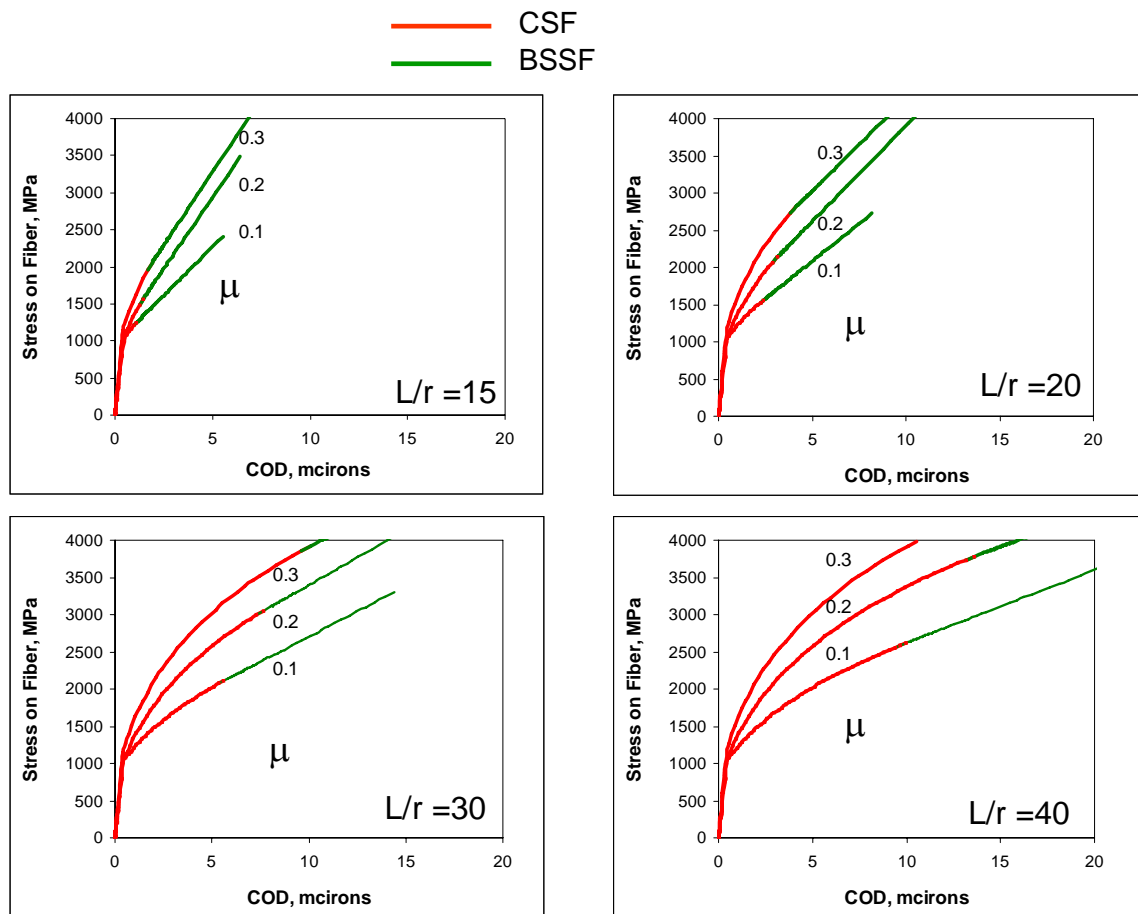 CSF
BSSF
4000
3500
3000
2500
2000
1500
1000
500
0
0 5 10 15 20
Stress on Fiber, MPa
COD, mcirons
0.3
0.2
0.1
μ
L/r =15
4000
3500
3000
2500
2000
1500
1000
500
0
0 5 10 15 20
Stress on Fiber, MPa
COD, mcirons
0.3
0.2
0.1
μ
L/r =20
4000
3500
3000
2500
2000
1500
1000
500
0
0 5 10 15 20
Stress on Fiber, MPa
COD, mcirons
0.3
0.2
0.1
μ
L/r =30
4000
3500
3000
2500
2000
1500
1000
500
0
0 5 10 15 20
Stress on Fiber, MPa
COD, mcirons
0.3
0.2
0.1
μ
L/r =40